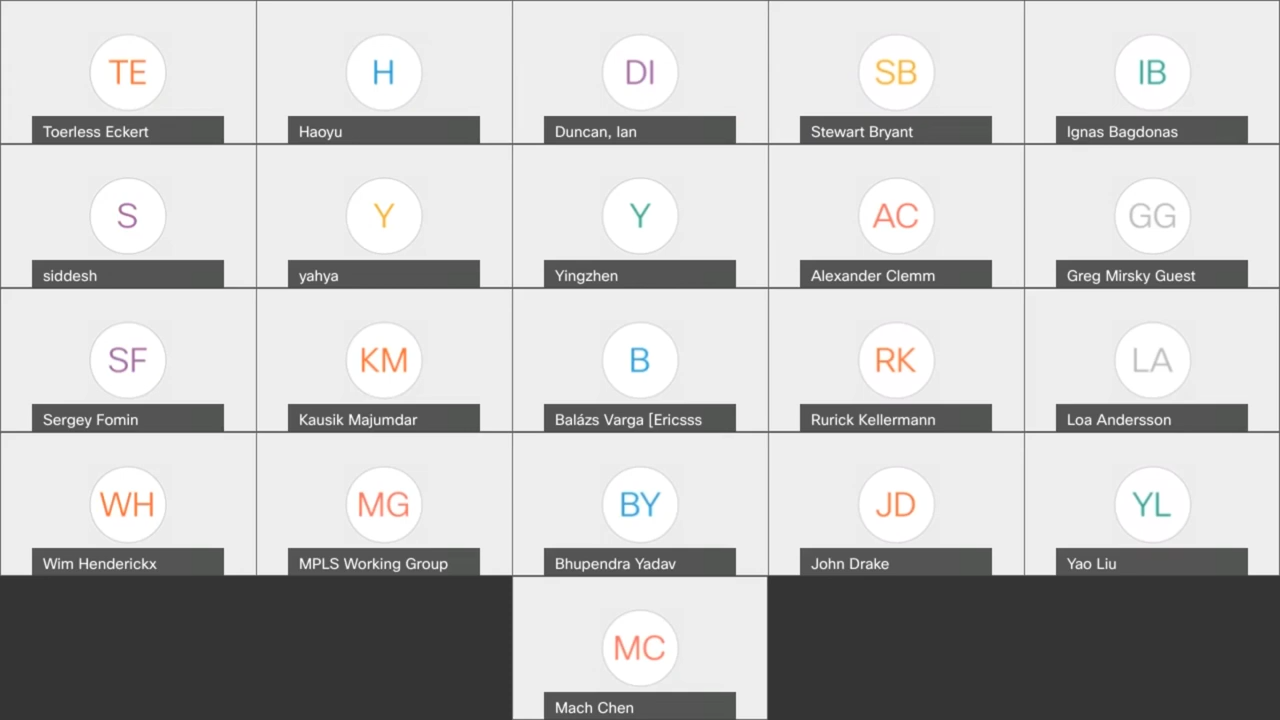 TE
Toerless Eckert
H
Haoyu
DI
Duncan, Ian
SB
Stewart Bryant
IB
Ignas Bagdonas
S
siddesh
Y
yahya
Y
Yingzhen
AC
Alexander Clemm
GG
Greg Mirsky Guest
SF
Sergey Fomin
KM
Kausik Majumdar
B
Balázs Varga [Ericsss
RK
Rurick Kellermann
LA
Loa Andersson
WH
Wim Henderickx
MG
MPLS Working Group
BY
Bhupendra Yadav
JD
John Drake
YL
Yao Liu
MC
Mach Chen